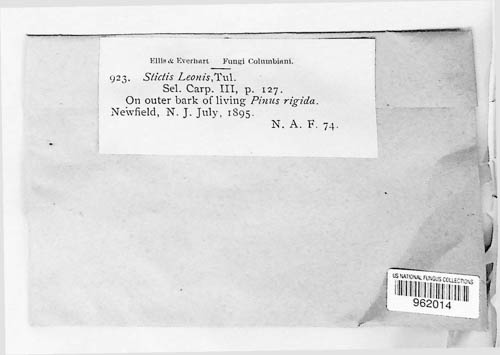 Ellis & Everhart Fungi Columbiani.
923. Stictis Leonis, Tul.
Sel. Carp. III, p. 127.
On outer bark of living Pinus rigida.
Newfield, N. J. July, 1895.
N. A. F. 74.
US NATIONAL FUNGUS COLLECTIONS
962014